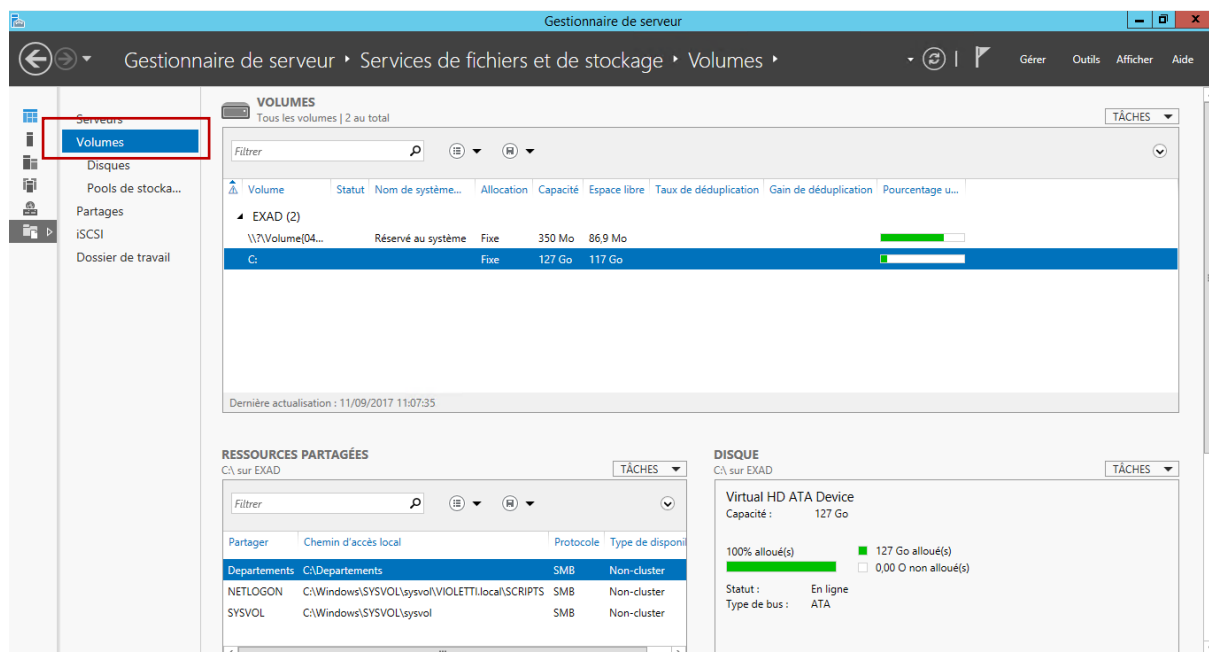 Gestionnaire de serveur
Gestionnaire de serveur ‣ Services de fichiers et de stockage ‣ Volumes ‣
Gérer Outils Afficher Aide
Serveurs
Volumes
Disques
Pools de stocka...
Partages
iSCSI
Dossier de travail
VOLUMES
Tous les volumes | 2 au total
TÂCHES
Filtrer
Volume Statut Nom de système... Allocation Capacité Espace libre Taux de déduplication Gain de déduplication Pourcentage u...
EXAD (2)
\\?\Volume{04... Réservé au système Fixe 350 Mo 86,9 Mo
C: Fixe 127 Go 117 Go
Dernière actualisation : 11/09/2017 11:07:35
RESSOURCES PARTAGÉES
C:\ sur EXAD
TÂCHES
Filtrer
Partager Chemin d'accès local Protocole Type de disponil
Departements C:\Departements SMB Non-cluster
NETLOGON C:\Windows\SYSVOL\sysvol\VIOLETTI.local\SCRIPTS SMB Non-cluster
SYSVOL C:\Windows\SYSVOL\sysvol SMB Non-cluster
DISQUE
C:\ sur EXAD
TÂCHES
Virtual HD ATA Device
Capacité : 127 Go
100% alloué(s)
127 Go alloué(s)
0,00 O non alloué(s)
Statut : En ligne
Type de bus : ATA